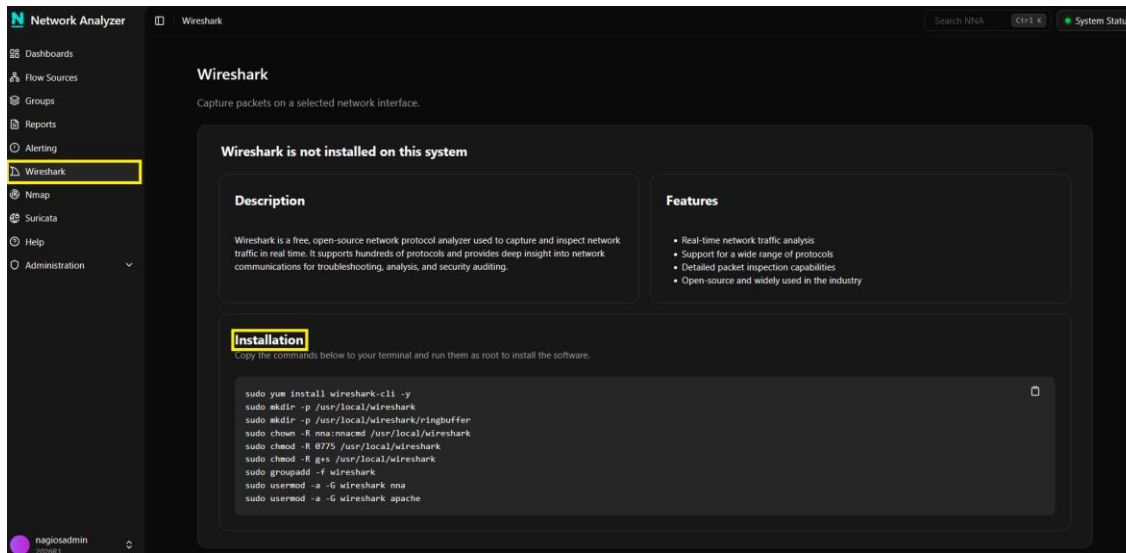 Network Analyzer
Wireshark
Search NNA
Ctrl K
System Statu
Dashboards
Flow Sources
Groups
Reports
Alerting
Wireshark
Nmap
Suricata
Help
Administration
Wireshark
Capture packets on a selected network interface.
Wireshark is not installed on this system
Description
Wireshark is a free, open-source network protocol analyzer used to capture and inspect network
traffic in real time. It supports hundreds of protocols and provides deep insight into network
communications for troubleshooting, analysis, and security auditing.
Features
• Real-time network traffic analysis
• Support for a wide range of protocols
• Detailed packet inspection capabilities
• Open-source and widely used in the industry
Installation
Copy the commands below to your terminal and run them as root to install the software.
sudo yum install wireshark-cli -y
sudo mkdir -p /usr/local/wireshark
sudo mkdir -p /usr/local/wireshark/ringbuffer
sudo chown -R nna:nnacmd /usr/local/wireshark
sudo chmod -R 0775 /usr/local/wireshark
sudo chmod -R g+s /usr/local/wireshark
sudo groupadd -f wireshark
sudo usermod -a -G wireshark nna
sudo usermod -a -G wireshark apache
nagiosadmin
2026R1